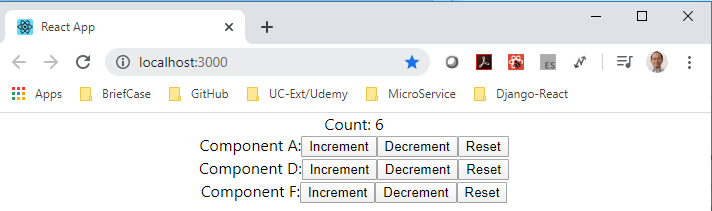 React App
localhost:3000
ES
Apps BriefCase GitHub UC-Ext/Udemy MicroService Django-React
Count: 6
Component A: Increment Decrement Reset
Component D: Increment Decrement Reset
Component F: Increment Decrement Reset